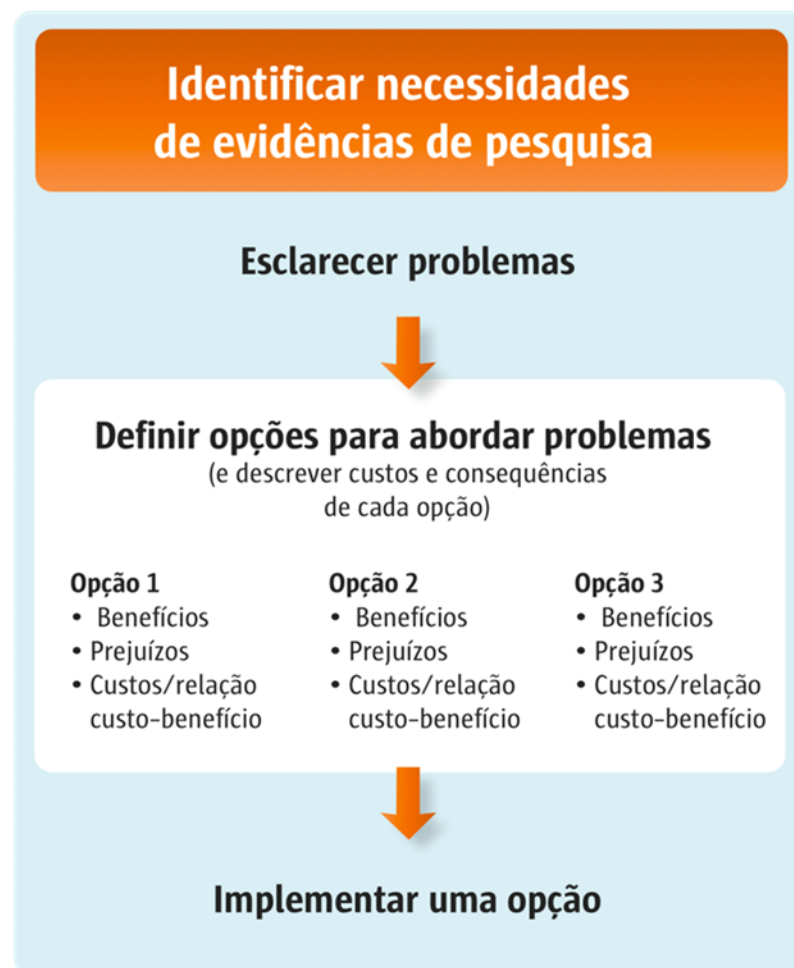 Identificar necessidades
de evidências de pesquisa
Esclarecer problemas
Definir opções para abordar problemas
(e descrever custos e consequências
de cada opção)
Opção 1
• Benefícios
• Prejuízos
• Custos/relação
custo-benefício
Opção 2
• Benefícios
• Prejuízos
• Custos/relação
custo-benefício
Opção 3
• Benefícios
• Prejuízos
• Custos/relação
custo-benefício
Implementar uma opção